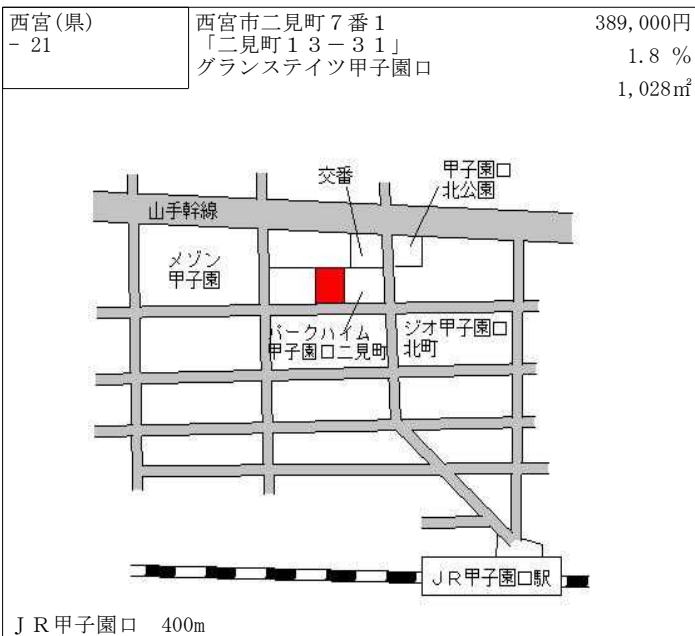 西宮(県)
- 21
西宮市二見町７番１
「二見町１３－３１」
グランステイツ甲子園口
389,000円
1.8 %
1,028㎡
交番
甲子園口
北公園
山手幹線
メゾン
甲子園
パークハイム
甲子園口二見町
ジオ甲子園口
北町
ＪＲ甲子園口駅
ＪＲ甲子園口　400m